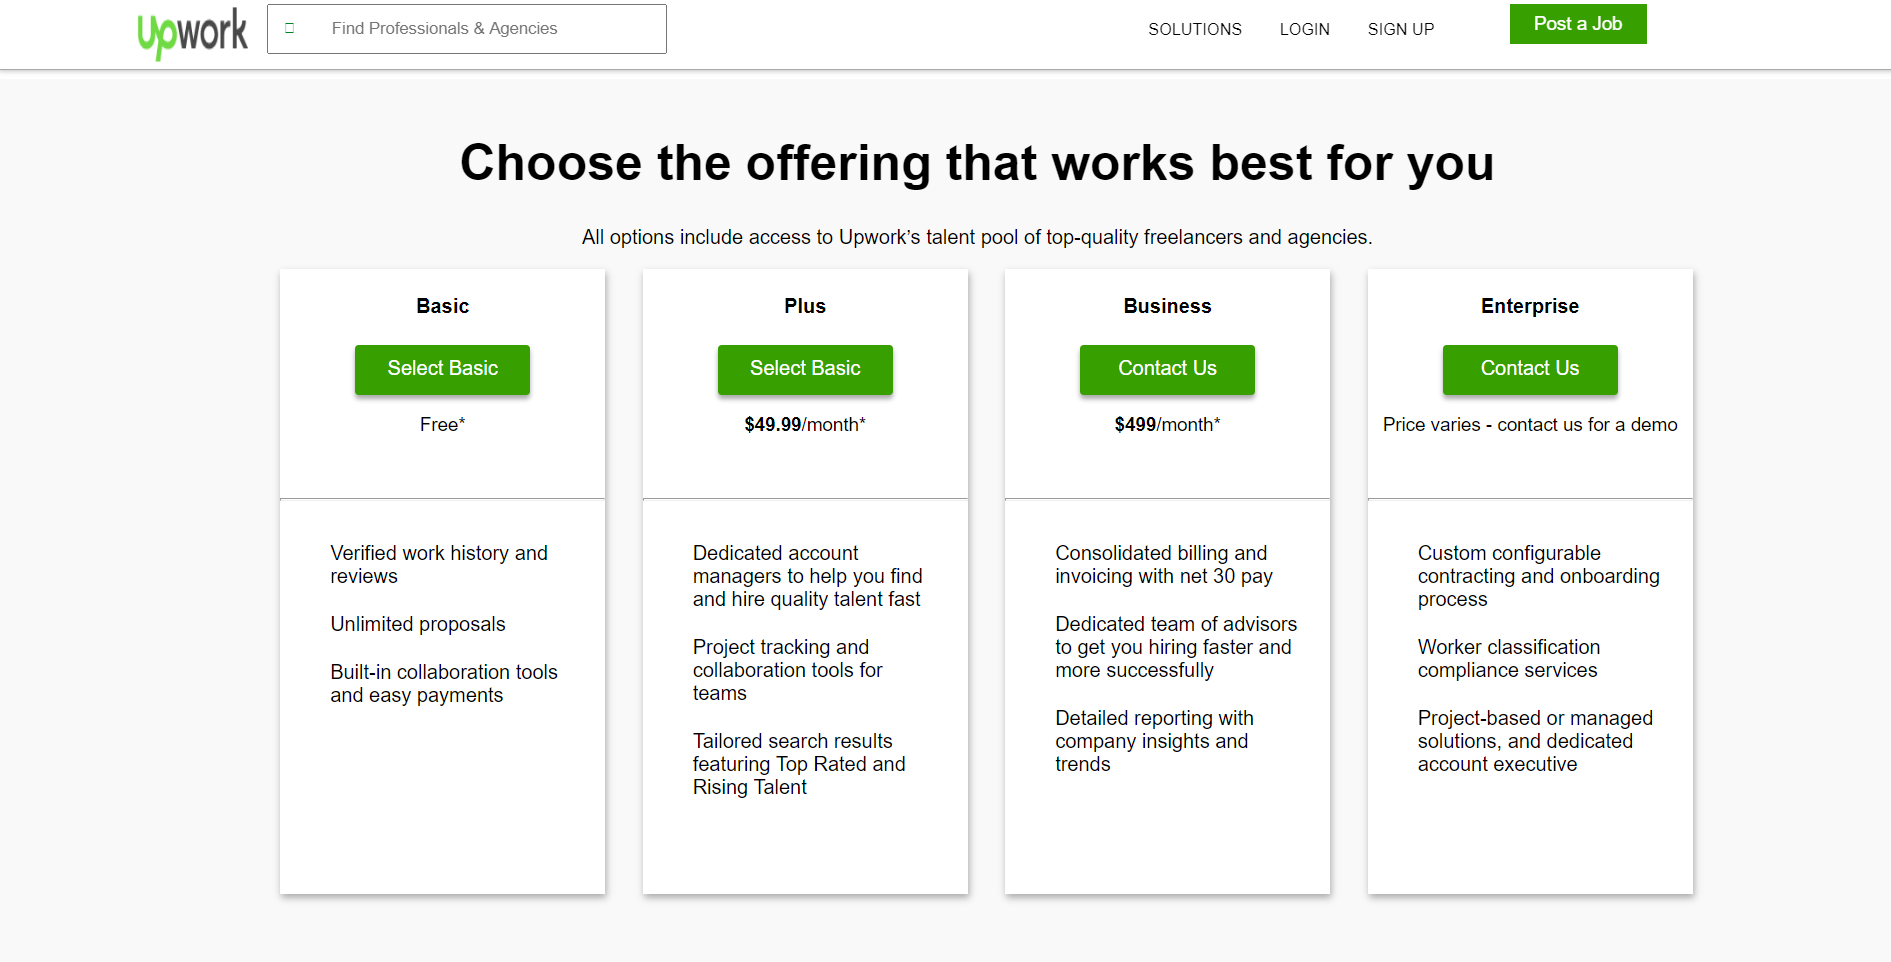 upwork
Find Professionals & Agencies
SOLUTIONS
LOGIN
SIGN UP
Post a Job
Choose the offering that works best for you
All options include access to Upwork’s talent pool of top-quality freelancers and agencies.
Basic
Select Basic
Free*
Verified work history and
reviews
Unlimited proposals
Built-in collaboration tools
and easy payments
Plus
Select Basic
$49.99/month*
Dedicated account
managers to help you find
and hire quality talent fast
Project tracking and
collaboration tools for
teams
Tailored search results
featuring Top Rated and
Rising Talent
Business
Contact Us
$499/month*
Consolidated billing and
invoicing with net 30 pay
Dedicated team of advisors
to get you hiring faster and
more successfully
Detailed reporting with
company insights and
trends
Enterprise
Contact Us
Price varies - contact us for a demo
Custom configurable
contracting and onboarding
process
Worker classification
compliance services
Project-based or managed
solutions, and dedicated
account executive